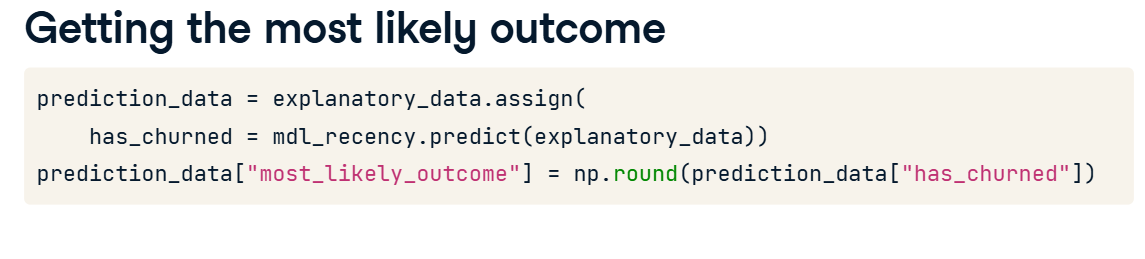 Getting the most likely outcome
prediction_data = explanatory_data.assign(
    has_churned = mdl_recency.predict(explanatory_data))
prediction_data["most_likely_outcome"] = np.round(prediction_data["has_churned"])